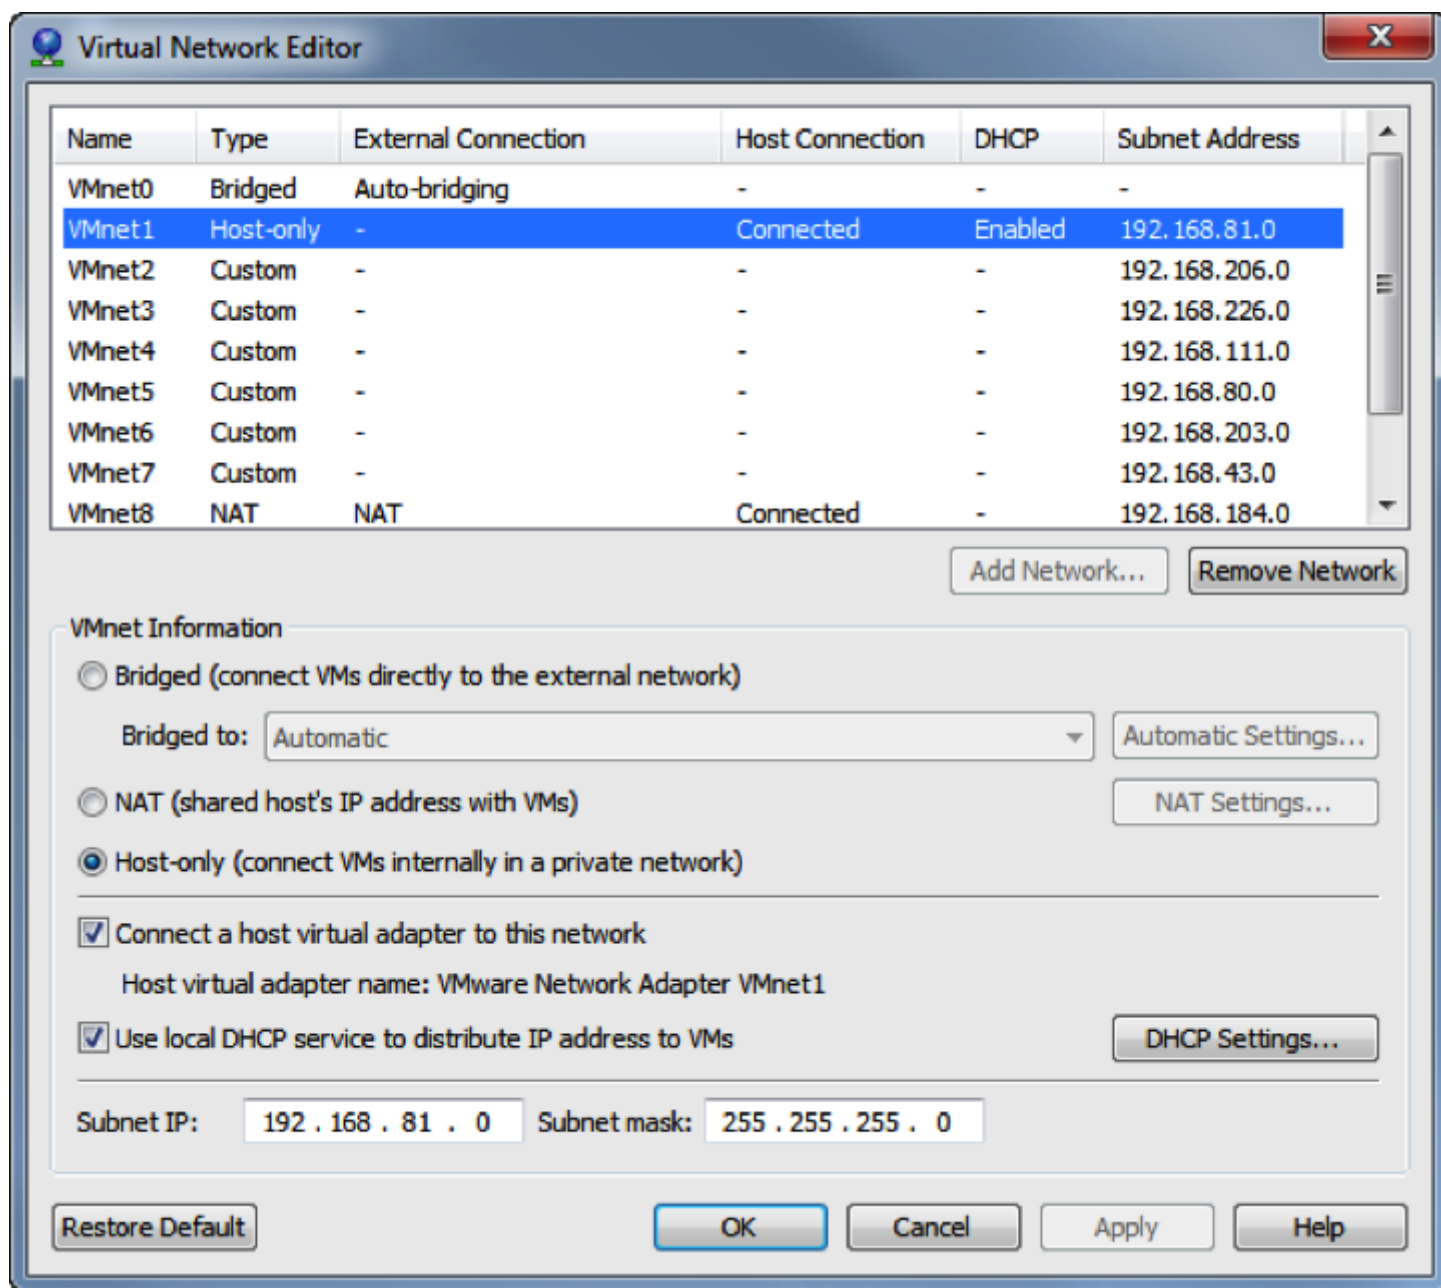 Virtual Network Editor
Name Type External Connection Host Connection DHCP Subnet Address
VMnet0 Bridged Auto-bridging - - -
VMnet1 Host-only - Connected Enabled 192.168.81.0
VMnet2 Custom - - - 192.168.206.0
VMnet3 Custom - - - 192.168.226.0
VMnet4 Custom - - - 192.168.111.0
VMnet5 Custom - - - 192.168.80.0
VMnet6 Custom - - - 192.168.203.0
VMnet7 Custom - - - 192.168.43.0
VMnet8 NAT NAT Connected - 192.168.184.0
Add Network... Remove Network
VMnet Information
Bridged (connect VMs directly to the external network)
Bridged to: Automatic Automatic Settings...
NAT (shared host's IP address with VMs) NAT Settings...
Host-only (connect VMs internally in a private network)
Connect a host virtual adapter to this network
Host virtual adapter name: VMware Network Adapter VMnet1
Use local DHCP service to distribute IP address to VMs DHCP Settings...
Subnet IP: 192 . 168 . 81 . 0 Subnet mask: 255 . 255 . 255 . 0
Restore Default OK Cancel Apply Help